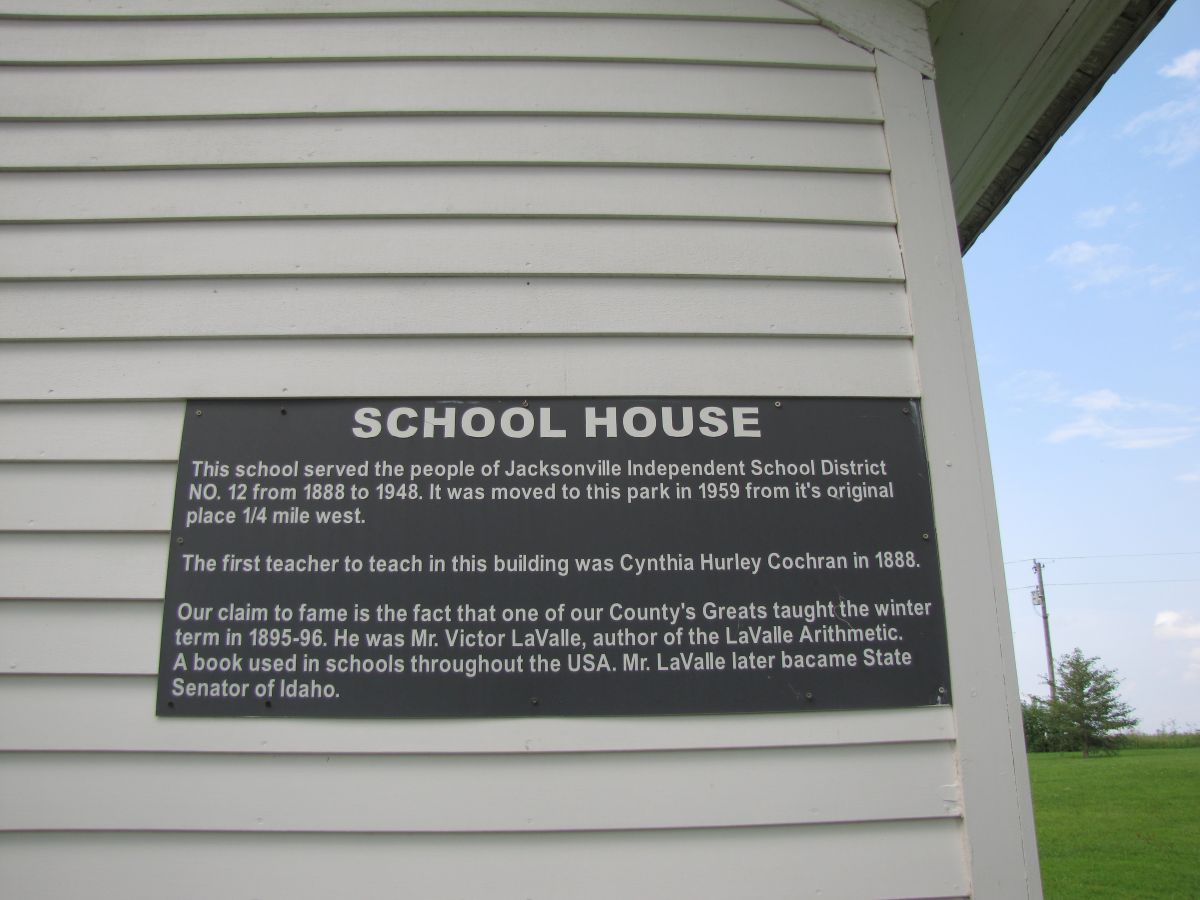 SCHOOL HOUSE
This school served the people of Jacksonville Independent School District
NO. 12 from 1888 to 1948. It was moved to this park in 1959 from it's original
place 1/4 mile west.
The first teacher to teach in this building was Cynthia Hurley Cochran in 1888.
Our claim to fame is the fact that one of our County's Greats taught the winter
term in 1895-96. He was Mr. Victor LaValle, author of the LaValle Arithmetic.
A book used in schools throughout the USA. Mr. LaValle later bacame State
Senator of Idaho.